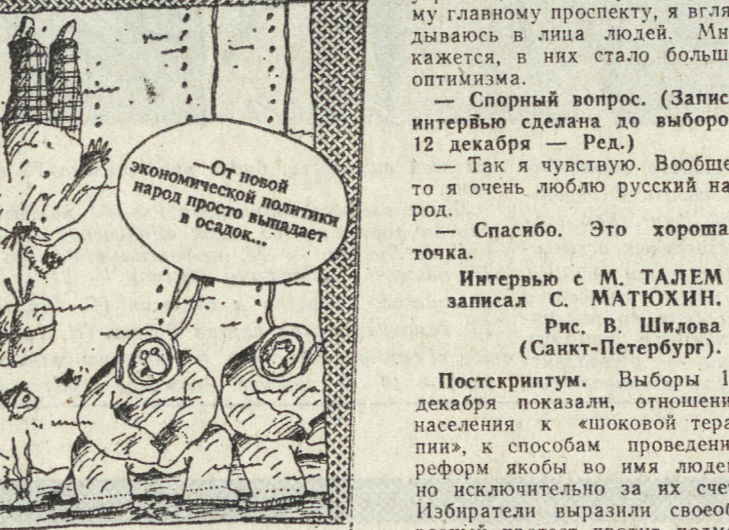 —От новой
экономической политики
народ просто выпадает
в осадок...
му главному проспекту, я вгля
дываюсь в лица людей. Мн
кажется, в них стало больш
оптимизма.
— Спорный вопрос. (Запис
интервью сделана до выборо
12 декабря — Ред.)
— Так я чувствую. Вообще
то я очень люблю русский на
род.
— Спасибо. Это хороша
точка.
Интервью с М. ТАЛЕМ
записал С. МАТЮХИН.
Рис. В. Шилова
(Санкт-Петербург).
Постскриптум. Выборы 1
декабря показали, отношени
населения к «шоковой тера
пии», к способам проведени
реформ якобы во имя люде
но исключительно за их сче
Избиратели выразили своеоб